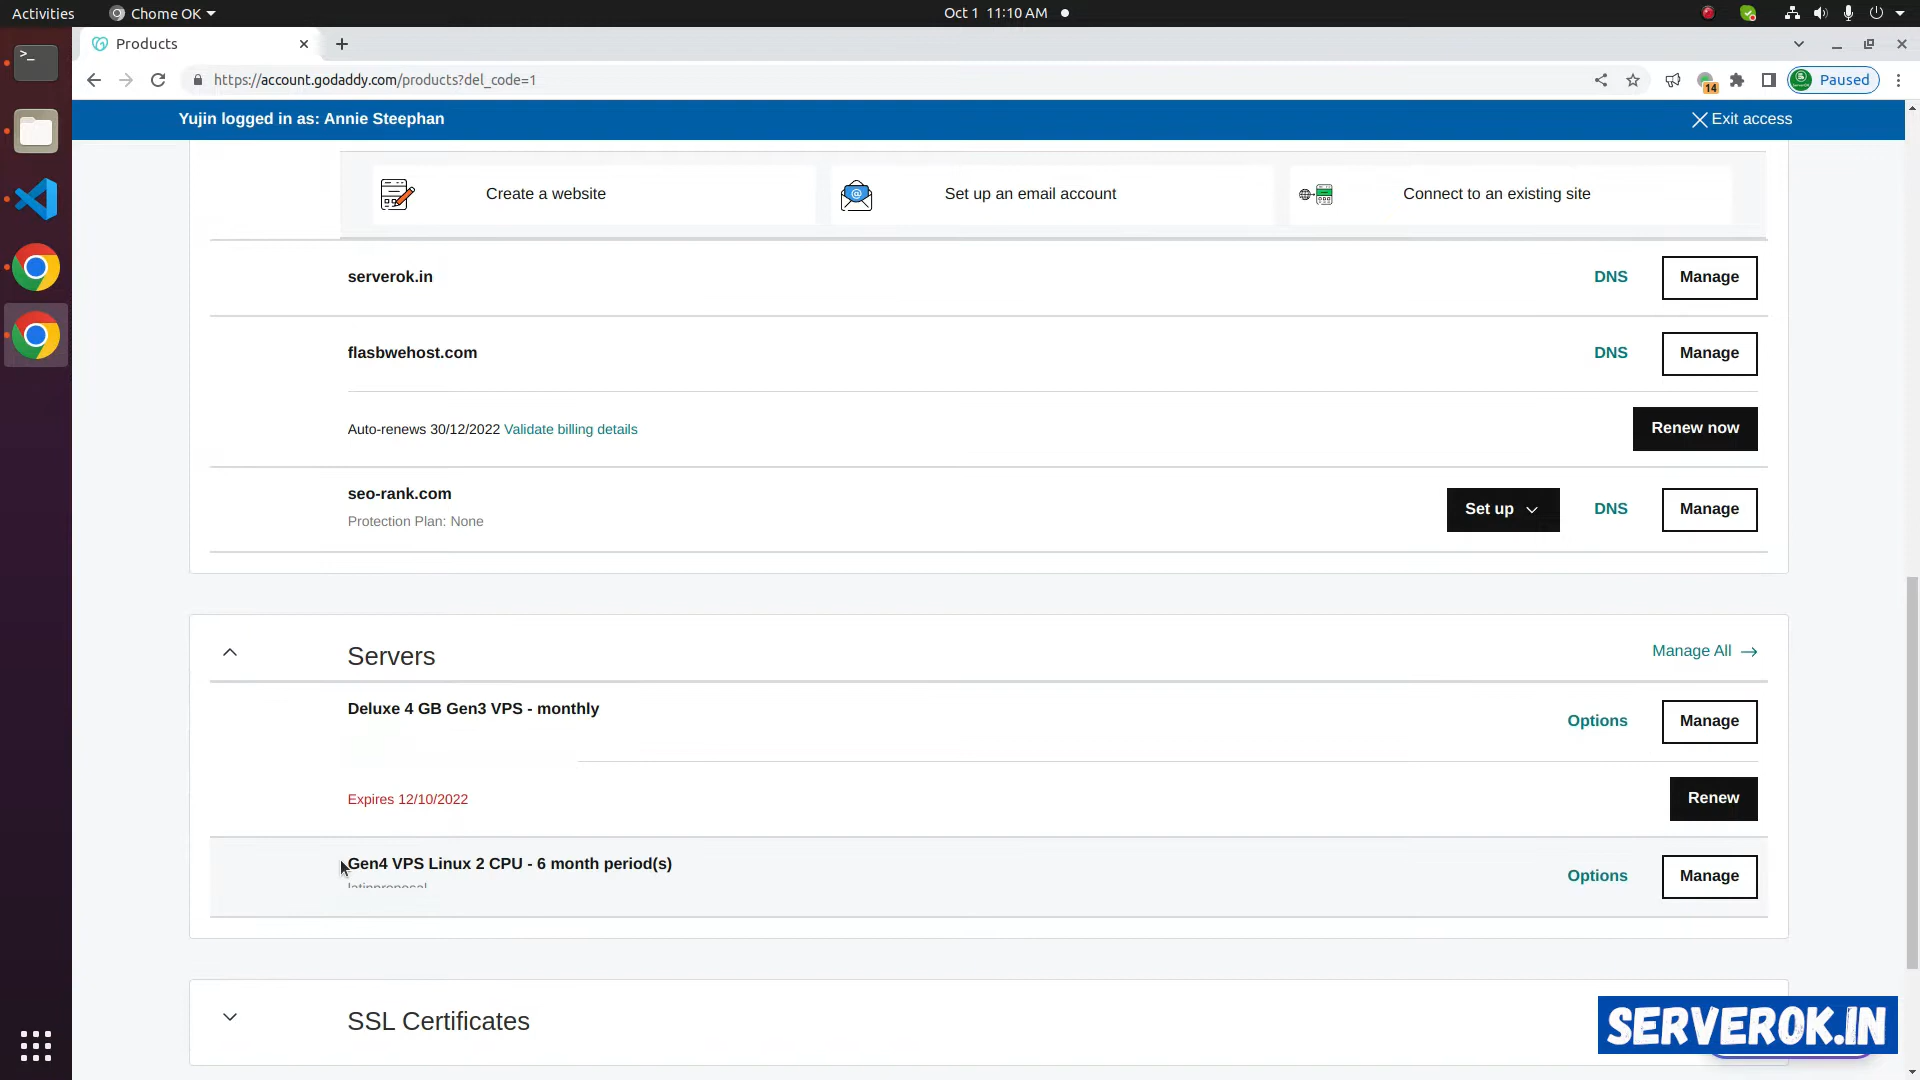 Activities
Chome OK
Oct 1 11:10 AM
Products
https://account.godaddy.com/products?del_code=1
14
Paused
Yujin logged in as: Annie Steephan
Exit access
Create a website
Set up an email account
Connect to an existing site
serverok.in
DNS
Manage
flasbwehost.com
DNS
Manage
Auto-renews 30/12/2022 Validate billing details
Renew now
seo-rank.com
Protection Plan: None
Set up
DNS
Manage
Servers
Manage All
Deluxe 4 GB Gen3 VPS - monthly
Options
Manage
Expires 12/10/2022
Renew
Gen4 VPS Linux 2 CPU - 6 month period(s)
Options
Manage
SSL Certificates
SERVEROK.IN